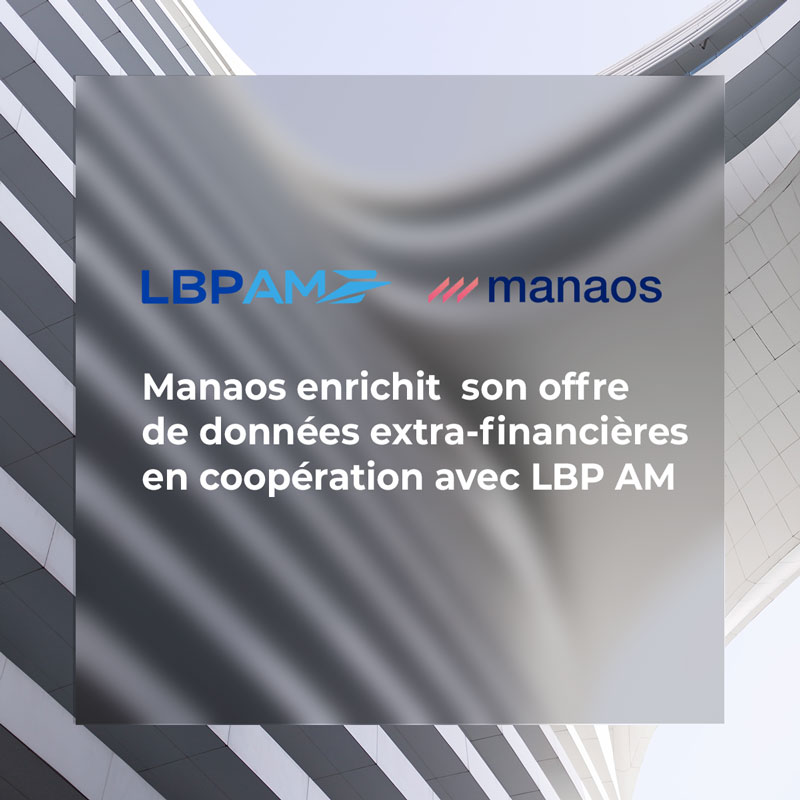 LBPAM manaos
Manaos enrichit  son offre
de données extra-financières
en coopération avec LBP AM